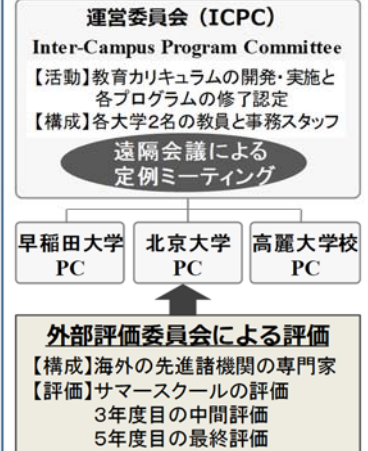 運営委員会（ICPC）
Inter-Campus Program Committee
【活動】教育カリキュラムの開発・実施と
各プログラムの修了認定
【構成】各大学2名の教員と事務スタッフ
遠隔会議による
定例ミーティング
早稲田大学
PC
北京大学
PC
高麗大学校
PC
外部評価委員会による評価
【構成】海外の先進諸機関の専門家
【評価】サマースクールの評価
3年度目の中間評価
5年度目の最終評価